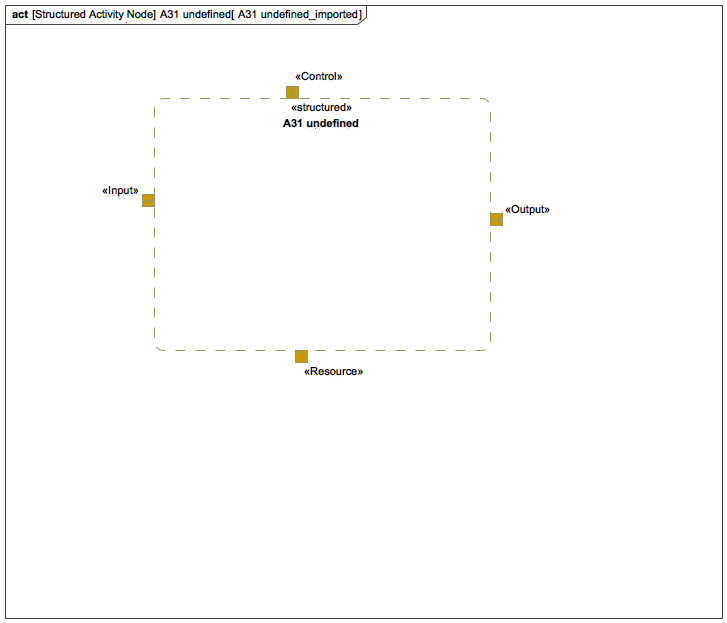 act [Structured Activity Node] A31 undefined[ A31 undefined_imported]
«Control»
«structured»
A31 undefined
«Input»
«Output»
«Resource»